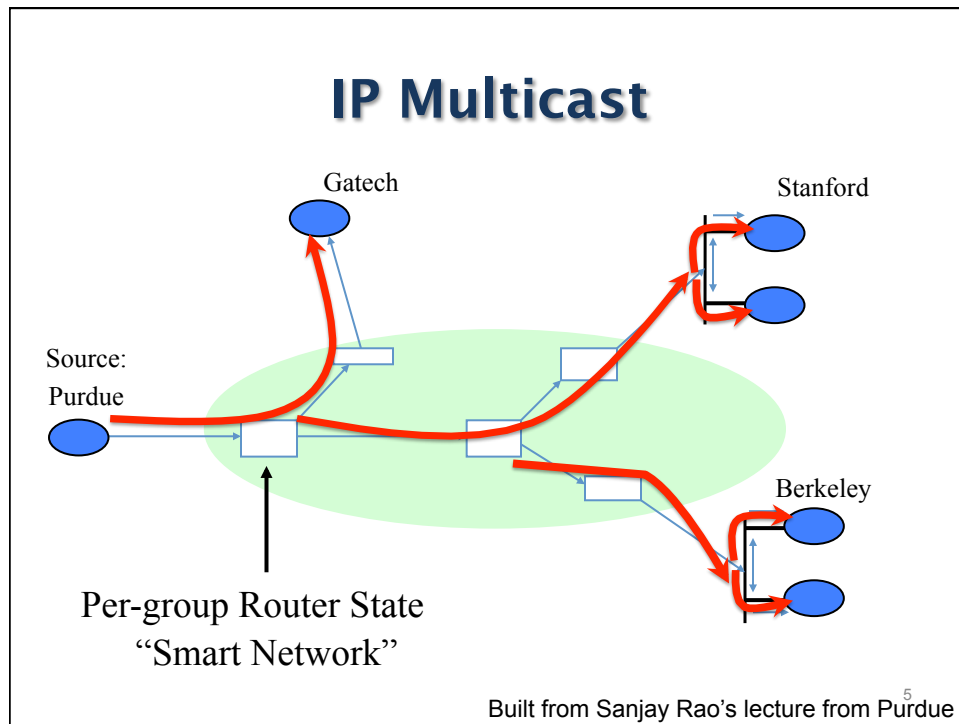 IP Multicast
Gatech
Stanford
Source:
Purdue
Berkeley
Per-group Router State
“Smart Network”
5
Built from Sanjay Rao’s lecture from Purdue